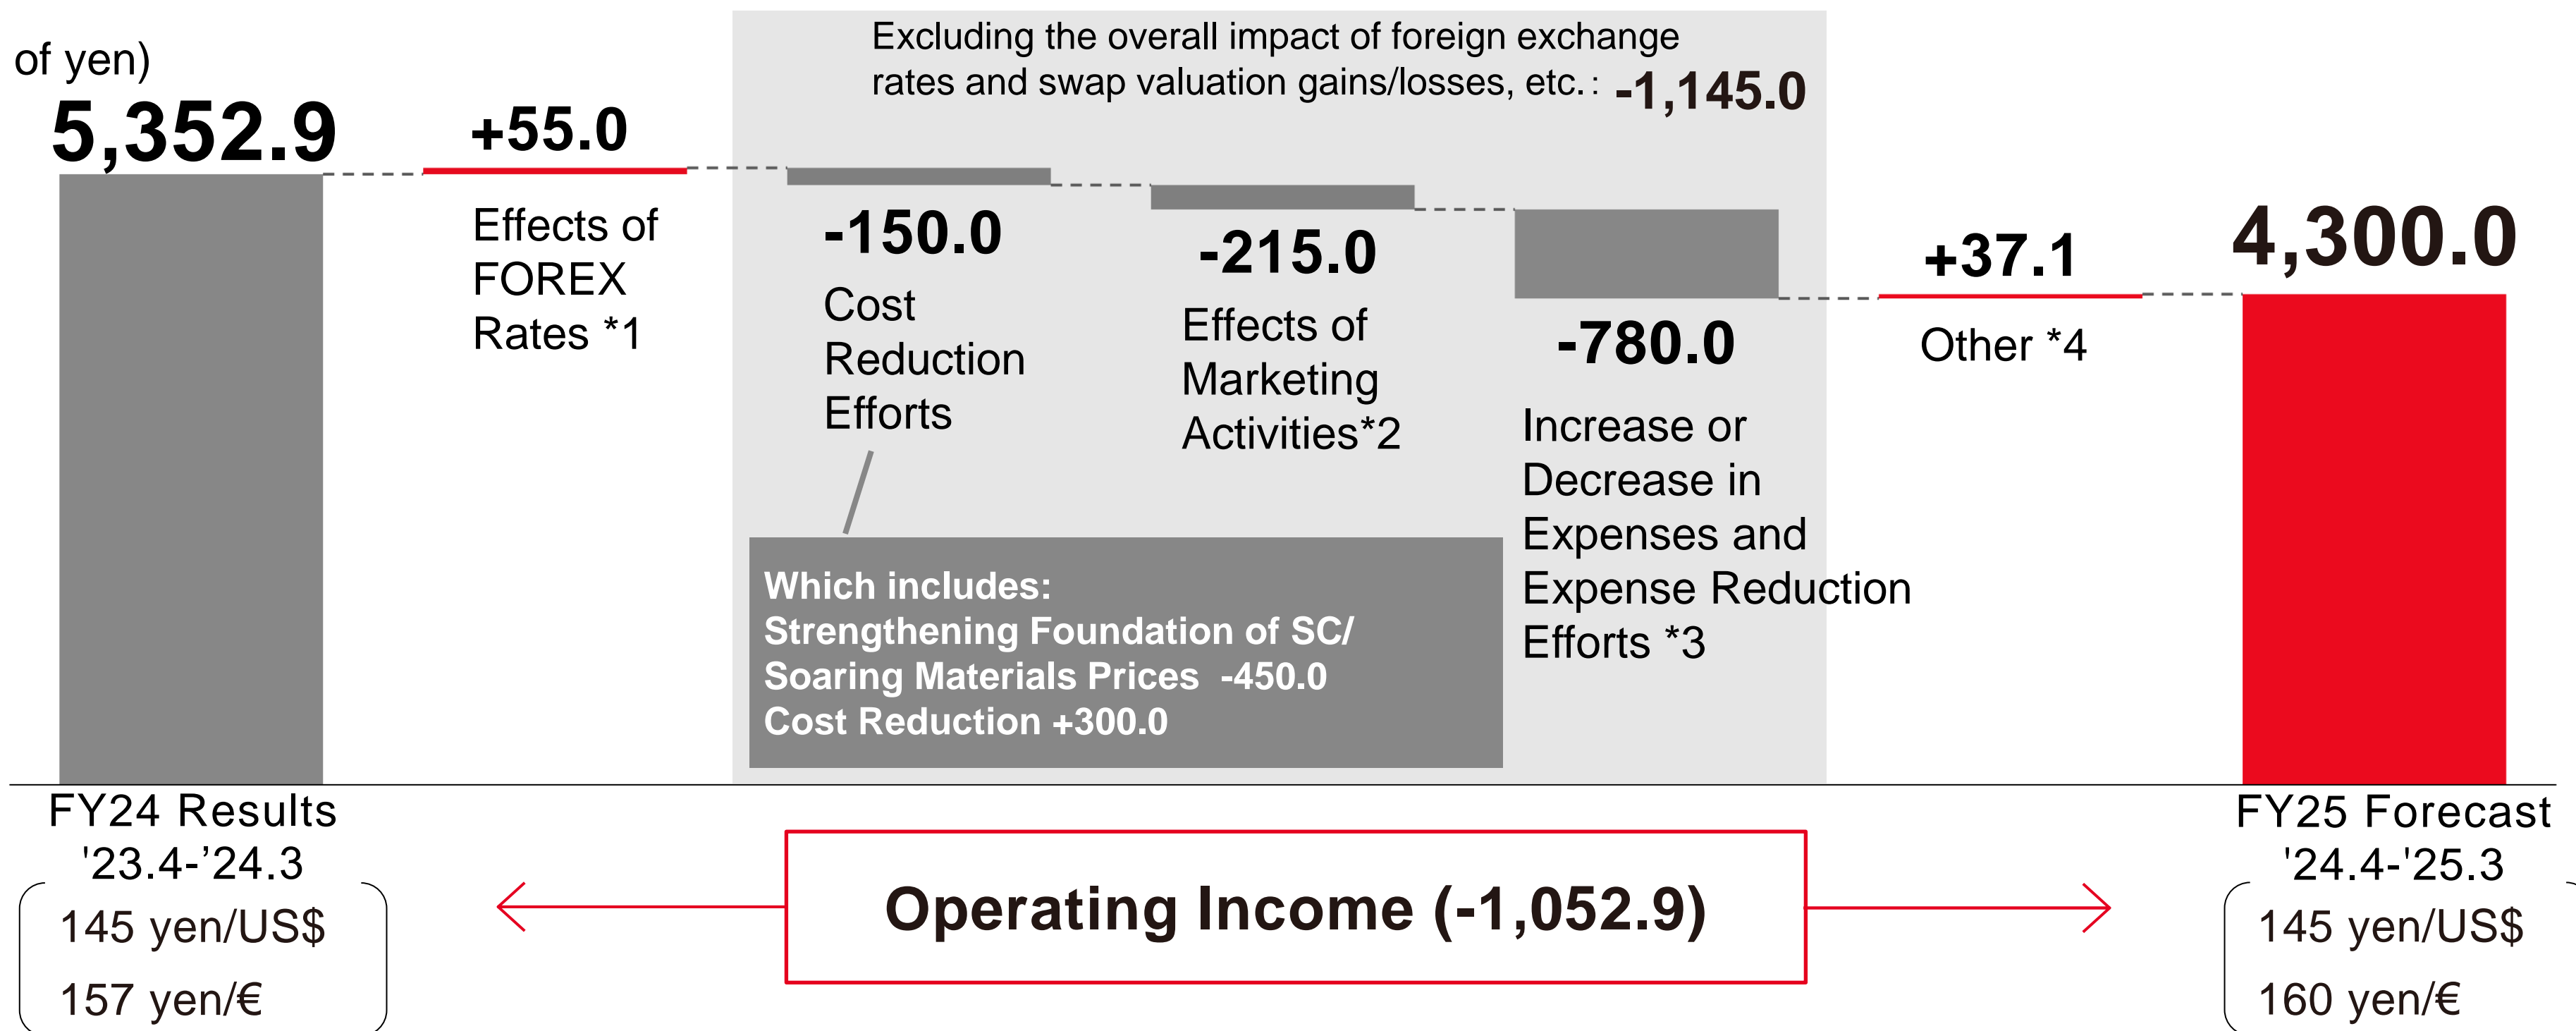 of yen)
5,352.9
+55.0
Effects of
FOREX
Rates *1
Excluding the overall impact of foreign exchange
rates and swap valuation gains/losses, etc. : -1,145.0
-150.0
Cost
Reduction
Efforts
-215.0
Effects of
Marketing
Activities*2
-780.0
Increase or
Decrease in
Expenses and
Expense Reduction
Efforts *3
+37.1
Other *4
4,300.0
Which includes:
Strengthening Foundation of SC/
Soaring Materials Prices -450.0
Cost Reduction +300.0
FY24 Results
'23.4-’24.3
145 yen/US$
157 yen/€
Operating Income (-1,052.9)
FY25 Forecast
'24.4-'25.3
145 yen/US$
160 yen/€